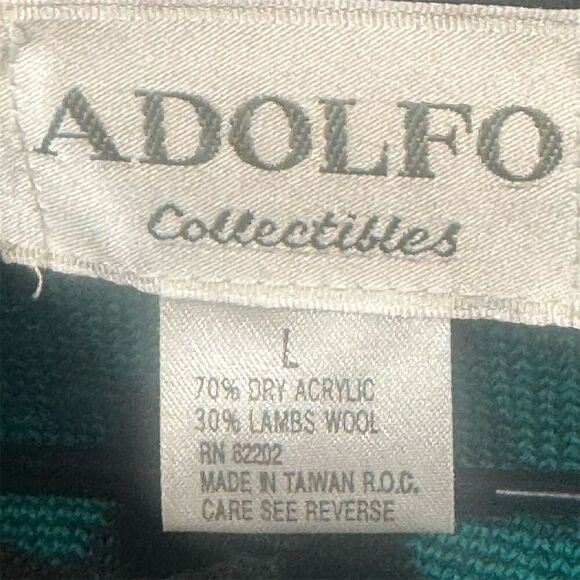 ADOLFO
Collectibles
L
70% DRY ACRYLIC
30% LAMBS WOOL
RN 62202
MADE IN TAIWAN R.O.C.
CARE SEE REVERSE